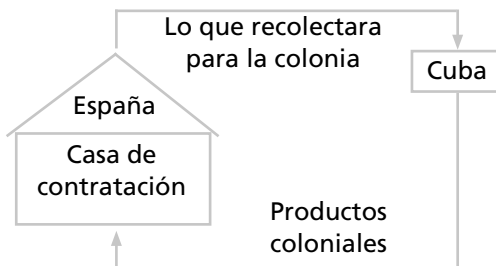 Lo que recolectara
para la colonia
Cuba
España
Casa de
contratación
Productos
coloniales